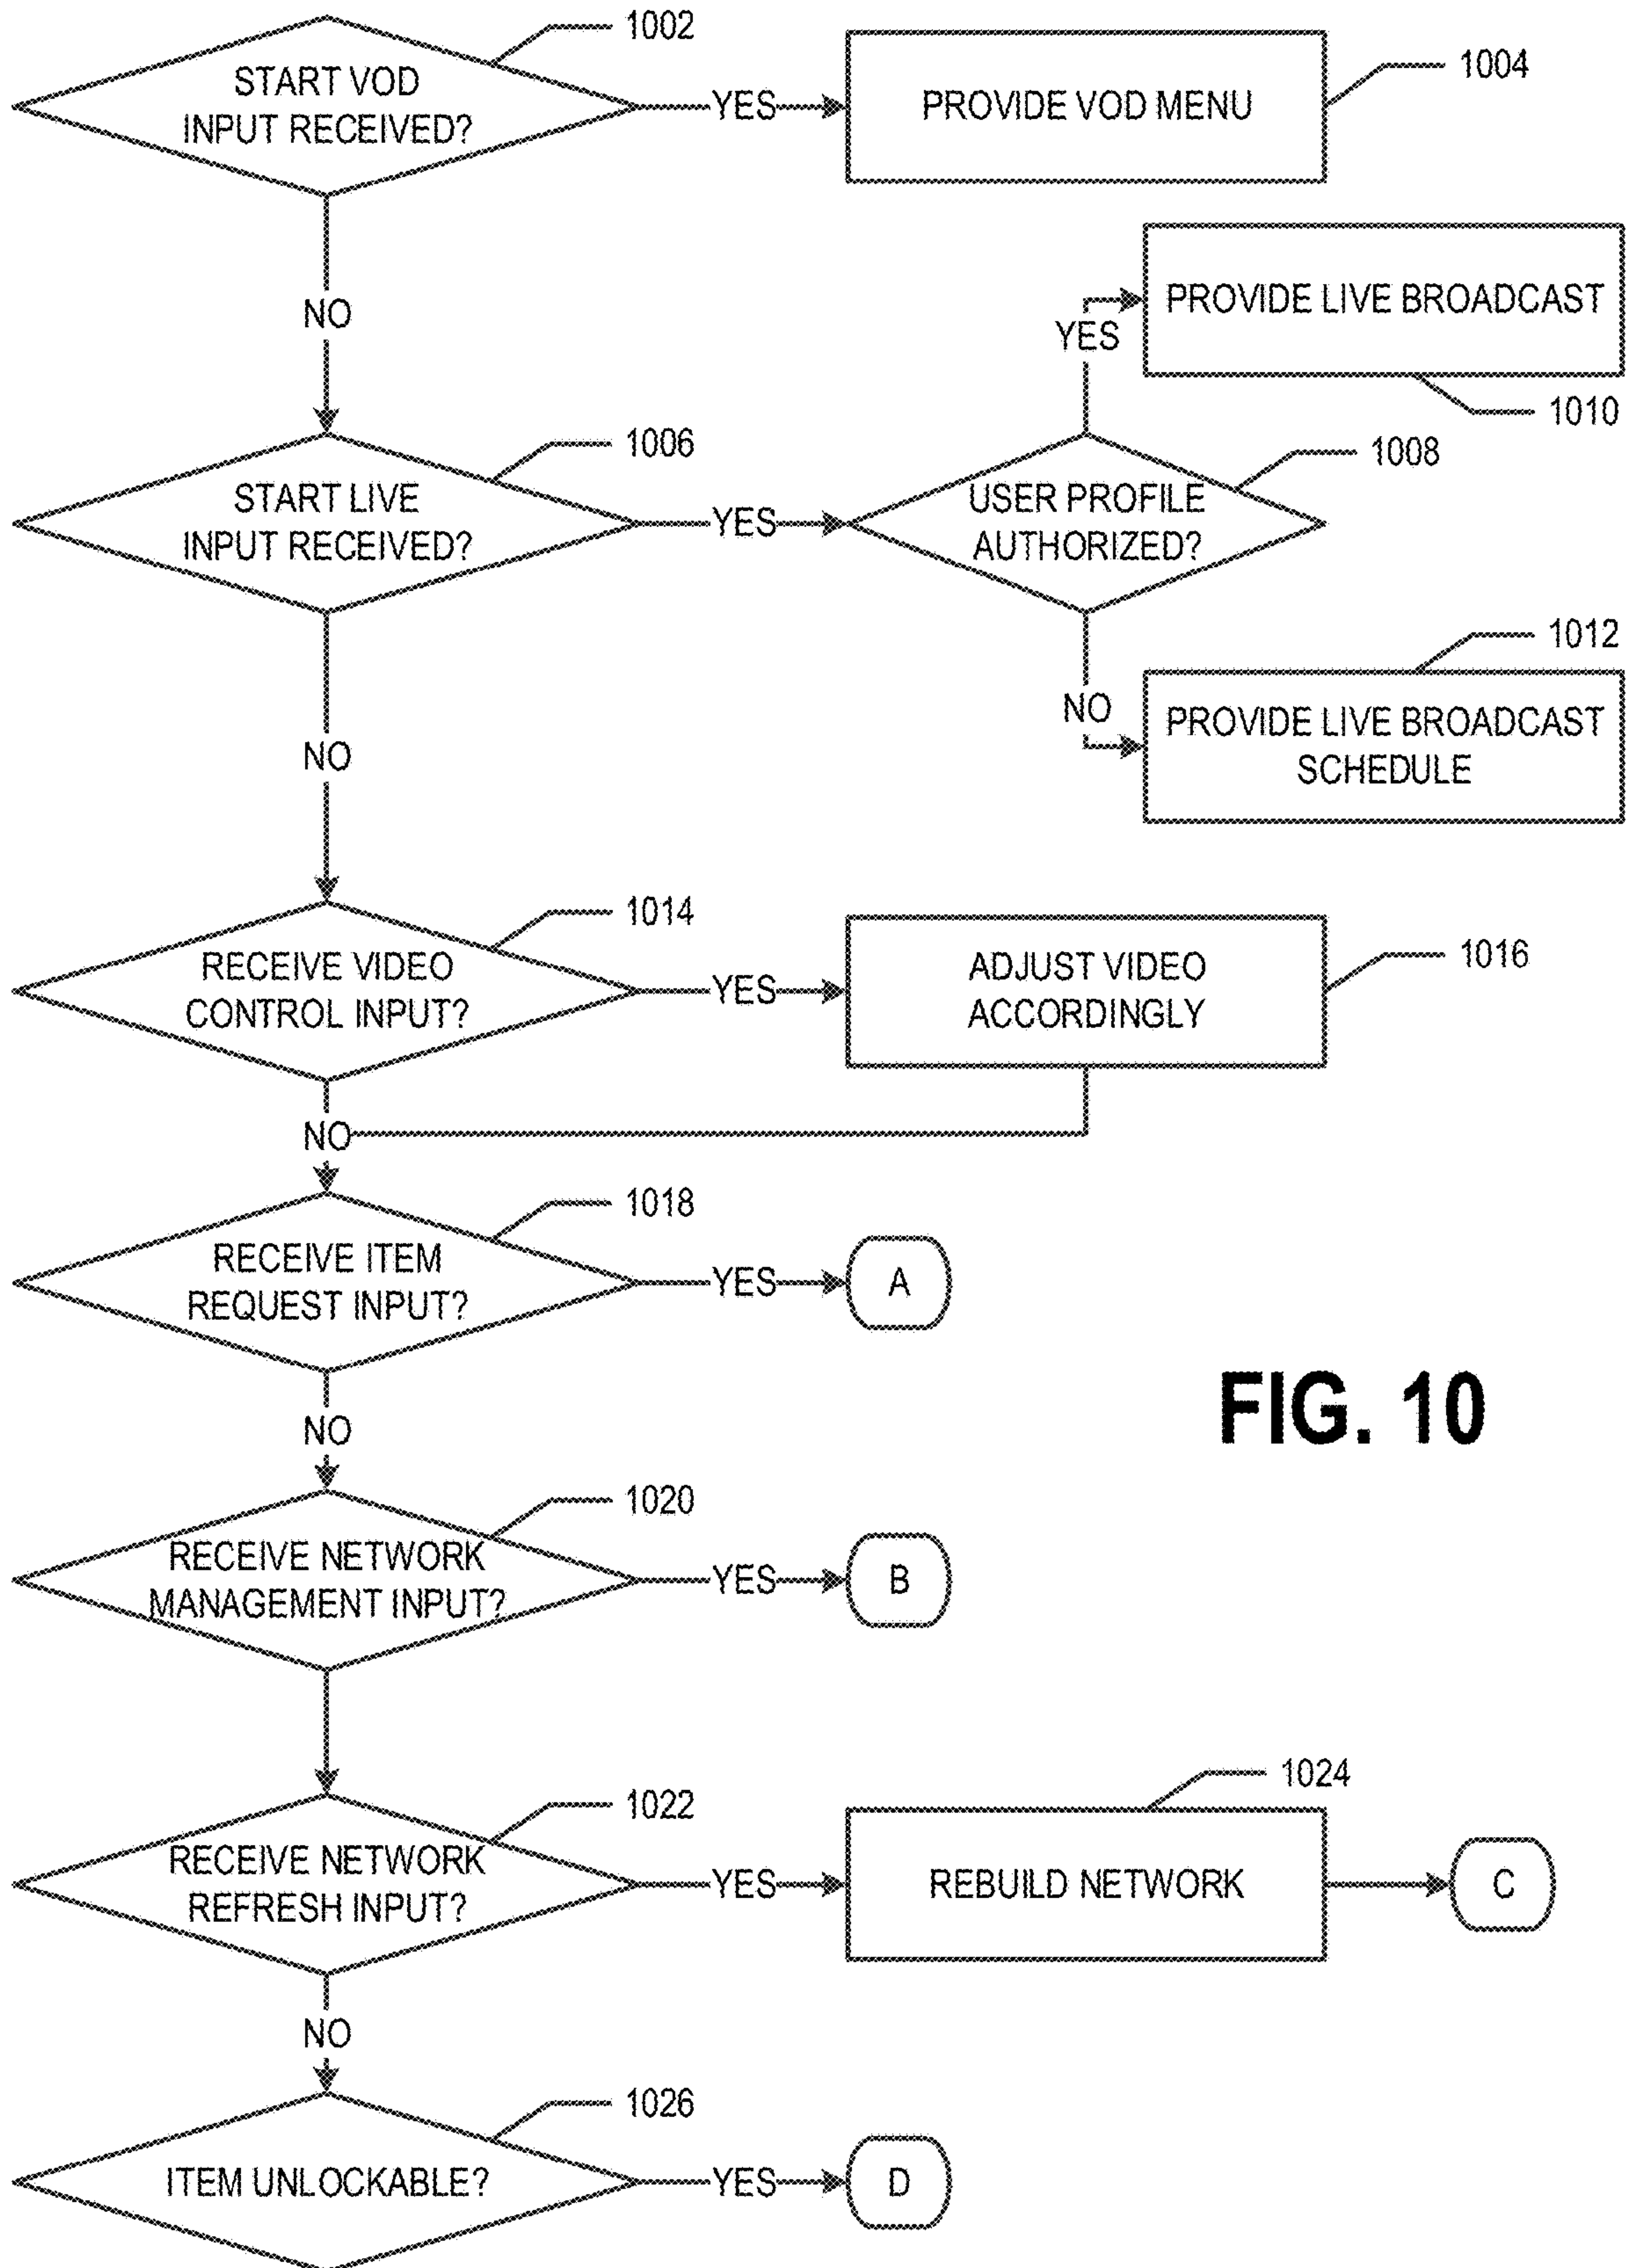 1002
START VOD
INPUT RECEIVED?
YES
PROVIDE VOD MENU
1004
NO
PROVIDE LIVE BROADCAST
YES
1010
1006
START LIVE
INPUT RECEIVED?
YES
1008
USER PROFILE
AUTHORIZED?
1012
NO
PROVIDE LIVE BROADCAST
SCHEDULE
NO
1014
RECEIVE VIDEO
CONTROL INPUT?
YES
ADJUST VIDEO
ACCORDINGLY
1016
NO
1018
RECEIVE ITEM
REQUEST INPUT?
YES
A
FIG. 10
NO
1020
RECEIVE NETWORK
MANAGEMENT INPUT?
YES
B
1022
RECEIVE NETWORK
REFRESH INPUT?
YES
1024
REBUILD NETWORK
C
NO
1026
ITEM UNLOCKABLE?
YES
D